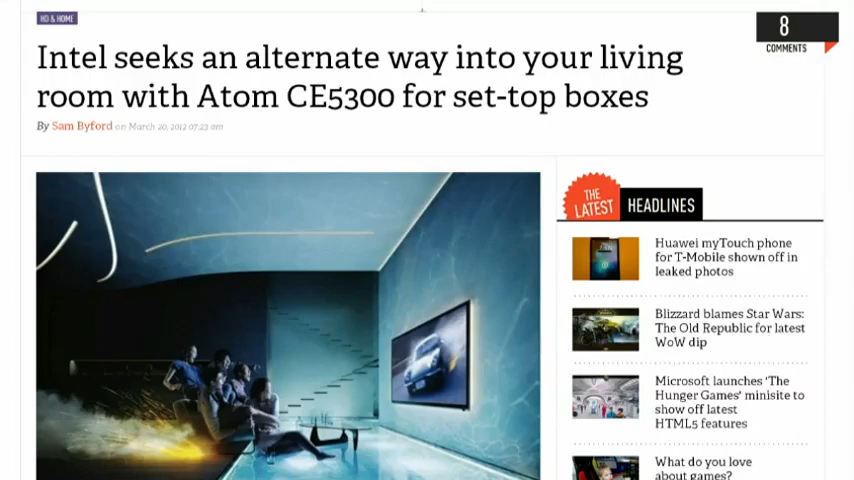 HD & HOME
8
COMMENTS
Intel seeks an alternate way into your living
room with Atom CE5300 for set-top boxes
By Sam Byford on March 20, 2012 07:23 am
THE
LATEST
HEADLINES
Huawei myTouch phone
for T-Mobile shown off in
leaked photos
Blizzard blames Star Wars:
The Old Republic for latest
WoW dip
Microsoft launches 'The
Hunger Games' minisite to
show off latest
HTML5 features
What do you love
about games?